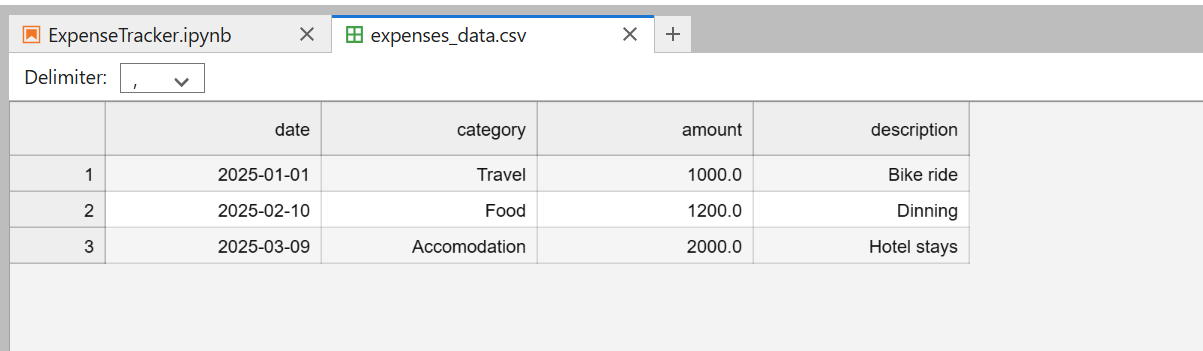 ExpenseTracker.ipynb expenses_data.csv
Delimiter: ,
date category amount description
1 2025-01-01 Travel 1000.0 Bike ride
2 2025-02-10 Food 1200.0 Dinning
3 2025-03-09 Accomodation 2000.0 Hotel stays